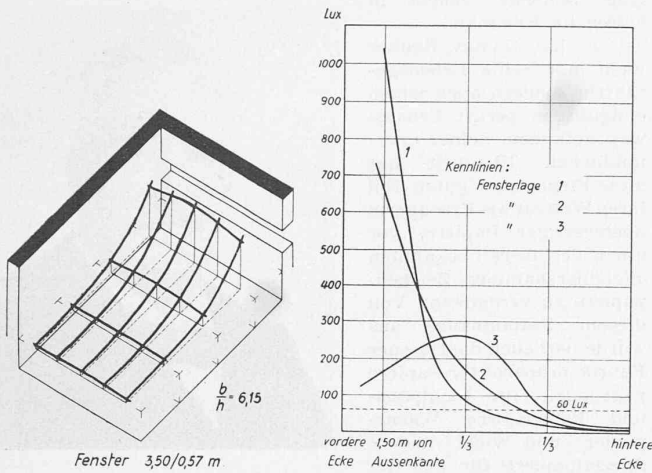 b/h = 6,15
Fenster 3,50/0,57 m
Lux
1000
900
800
700
600
500
400
300
200
100
1
Kennlinien :
Fensterlage 1
" 2
" 3
3
2
60 Lux
vordere Ecke
1,50 m von Aussenkante
1/3
1/3
hintere Ecke